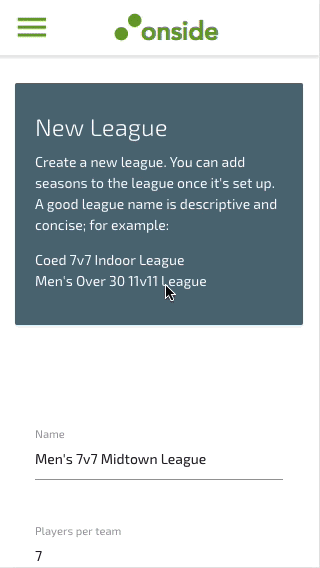 onside
New League
Create a new league. You can add
seasons to the league once it's set up.
A good league name is descriptive and
concise; for example:
Coed 7v7 Indoor League
Men's Over 30 11v11 League
Name
Men's 7v7 Midtown League
Players per team
7